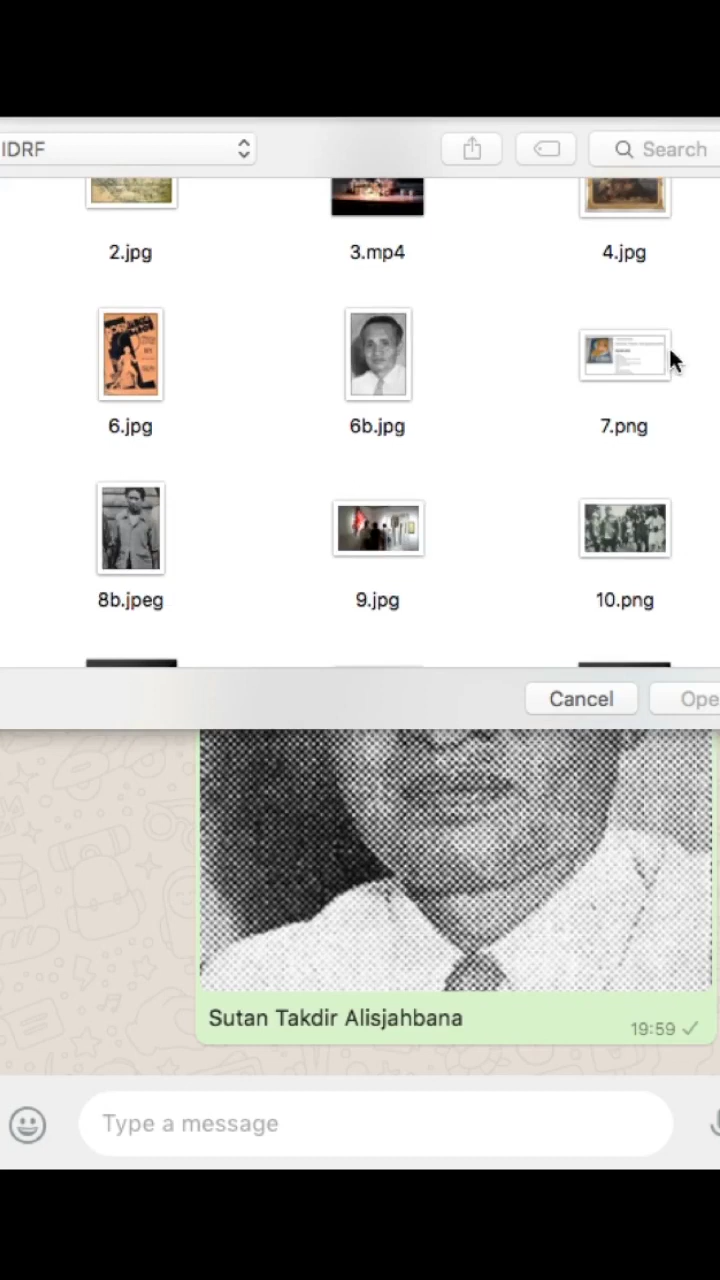 IDRF
Search
2.jpg
3.mp4
4.jpg
6.jpg
6b.jpg
7.png
8b.jpeg
9.jpg
10.png
Cancel
Ope
Sutan Takdir Alisjahbana
19:59
Type a message